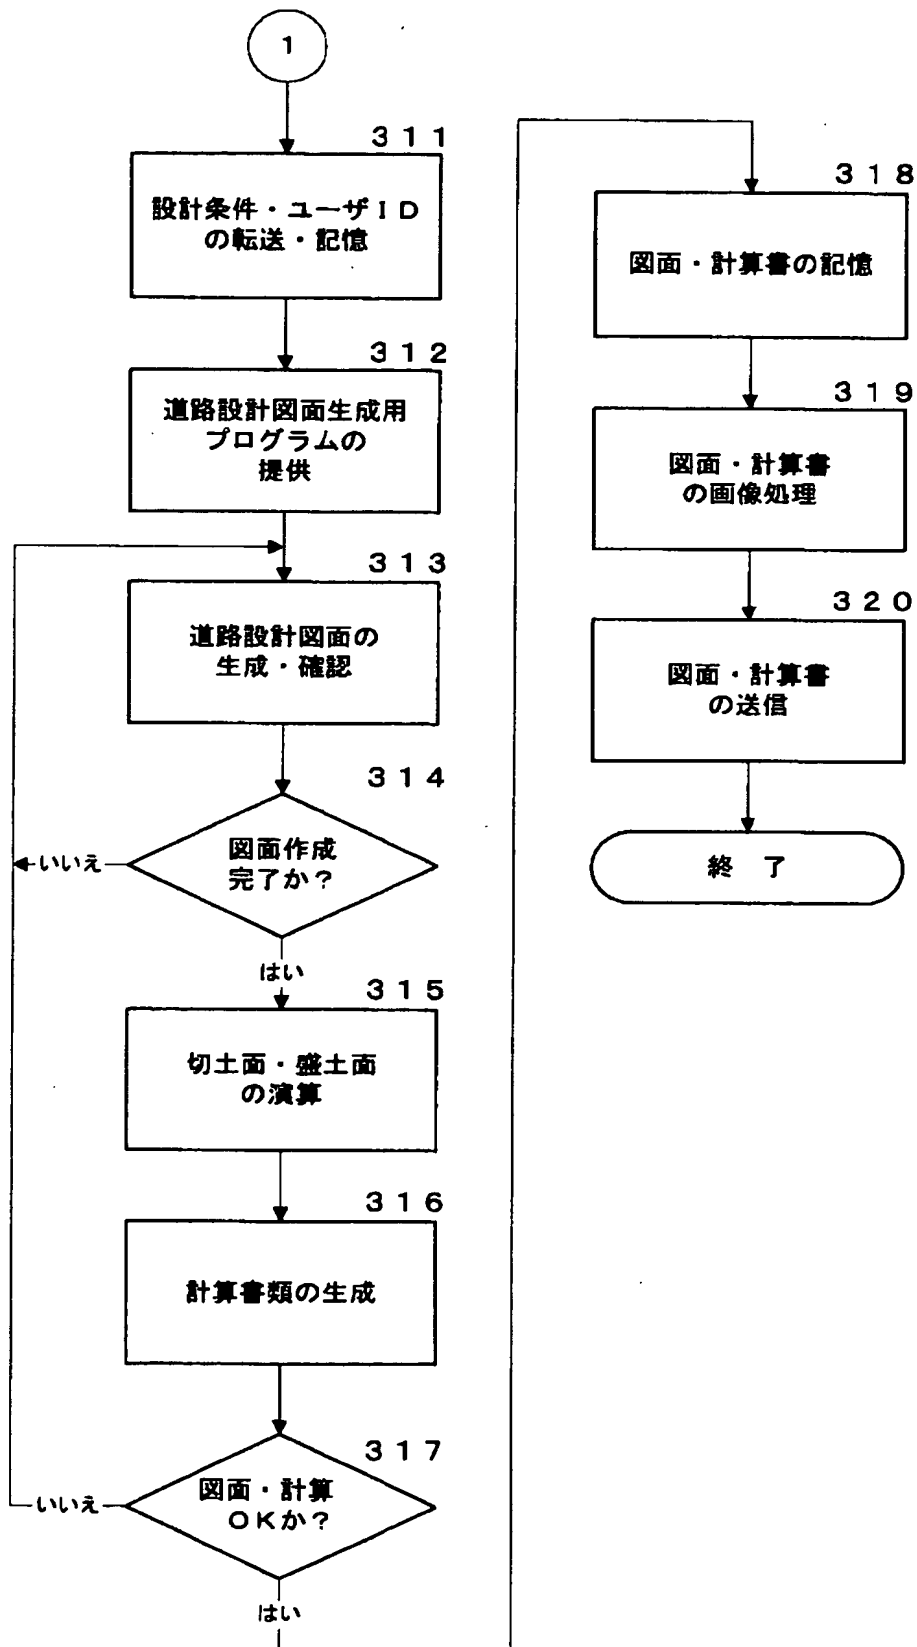 1
３１１
設計条件・ユーザＩＤ
の転送・記憶
３１２
道路設計図面生成用
プログラムの
提供
３１３
道路設計図面の
生成・確認
３１４
図面作成
完了か？
いいえ
はい
３１５
切土面・盛土面
の演算
３１６
計算書類の生成
３１７
図面・計算
ＯＫか？
いいえ
はい
３１８
図面・計算書の記憶
３１９
図面・計算書
の画像処理
３２０
図面・計算書
の送信
終 了